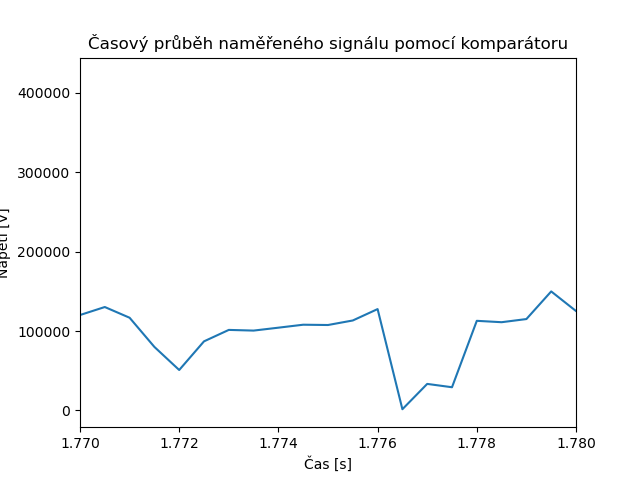 Časový průběh naměřeného signálu pomocí komparátoru
Napětí [V]
400000
300000
200000
100000
0
1.770 1.772 1.774 1.776 1.778 1.780
Čas [s]